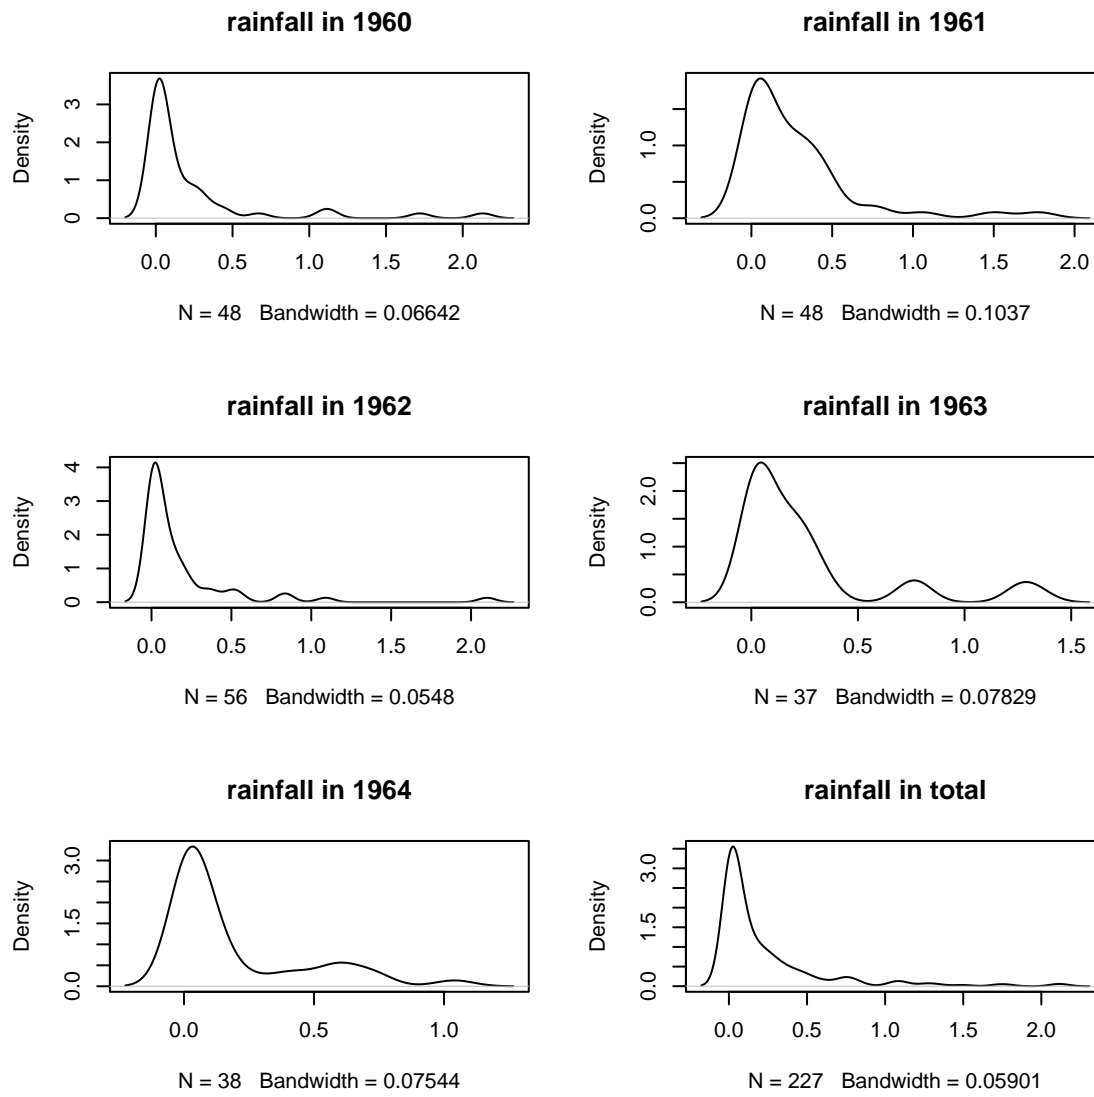 rainfall in 1960
Density
0 1 2 3
0.0 0.5 1.0 1.5 2.0
N = 48 Bandwidth = 0.06642
rainfall in 1961
Density
0.0 1.0
0.0 0.5 1.0 1.5 2.0
N = 48 Bandwidth = 0.1037
rainfall in 1962
Density
0 1 2 3 4
0.0 0.5 1.0 1.5 2.0
N = 56 Bandwidth = 0.0548
rainfall in 1963
Density
0.0 1.0 2.0
0.0 0.5 1.0 1.5
N = 37 Bandwidth = 0.07829
rainfall in 1964
Density
0.0 1.5 3.0
0.0 0.5 1.0
N = 38 Bandwidth = 0.07544
rainfall in total
Density
0.0 1.5 3.0
0.0 0.5 1.0 1.5 2.0
N = 227 Bandwidth = 0.05901